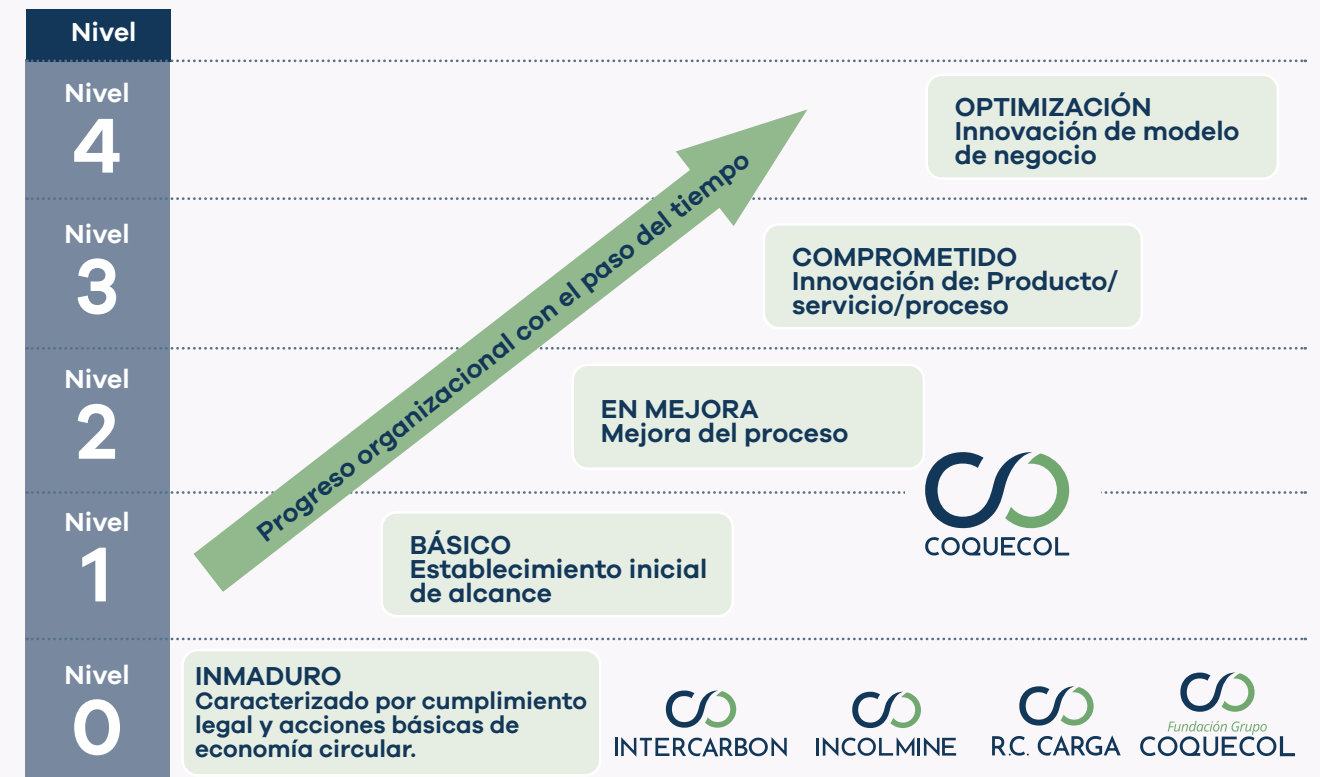 Nivel
Nivel
4
OPTIMIZACIÓN
Innovación de modelo
de negocio
Progreso organizacional con el paso del tiempo
Nivel
3
COMPROMETIDO
Innovación de: Producto/
servicio/proceso
Nivel
2
EN MEJORA
Mejora del proceso
COQUECOL
Nivel
1
BÁSICO
Establecimiento inicial
de alcance
Nivel
0
INMADURO
Caracterizado por cumplimiento
legal y acciones básicas de
economía circular.
INTERCARBON
INCOLMINE
R.C. CARGA
Fundación Grupo
COQUECOL